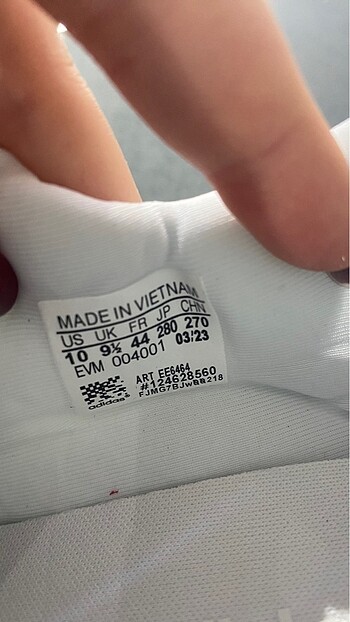 MADE IN VIETNAM
US UK FR JP CHN
10 9½ 44 280 270
EVM 004001 03/23
ART EE6464
#124628560
adidas